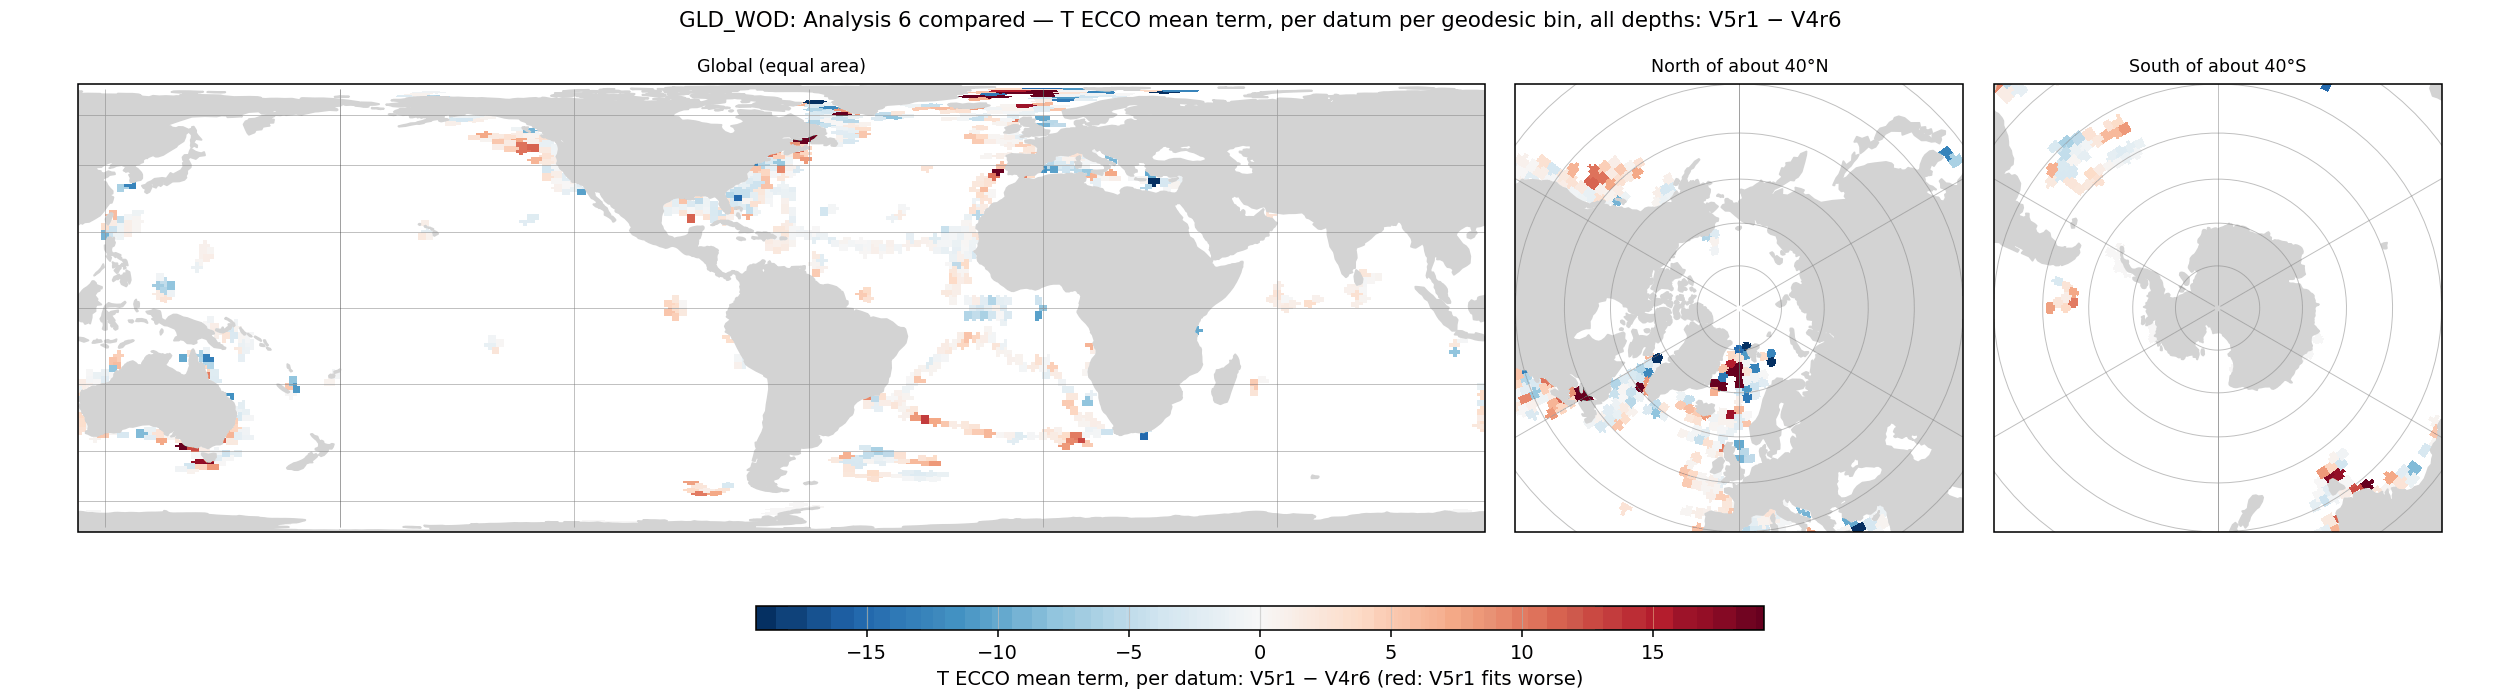 GLD_WOD: Analysis 6 compared — T ECCO mean term, per datum per geodesic bin, all depths: V5r1 − V4r6
Global (equal area)
North of about 40°N
South of about 40°S
−15
−10
−5
0
5
10
15
T ECCO mean term, per datum: V5r1 − V4r6 (red: V5r1 fits worse)